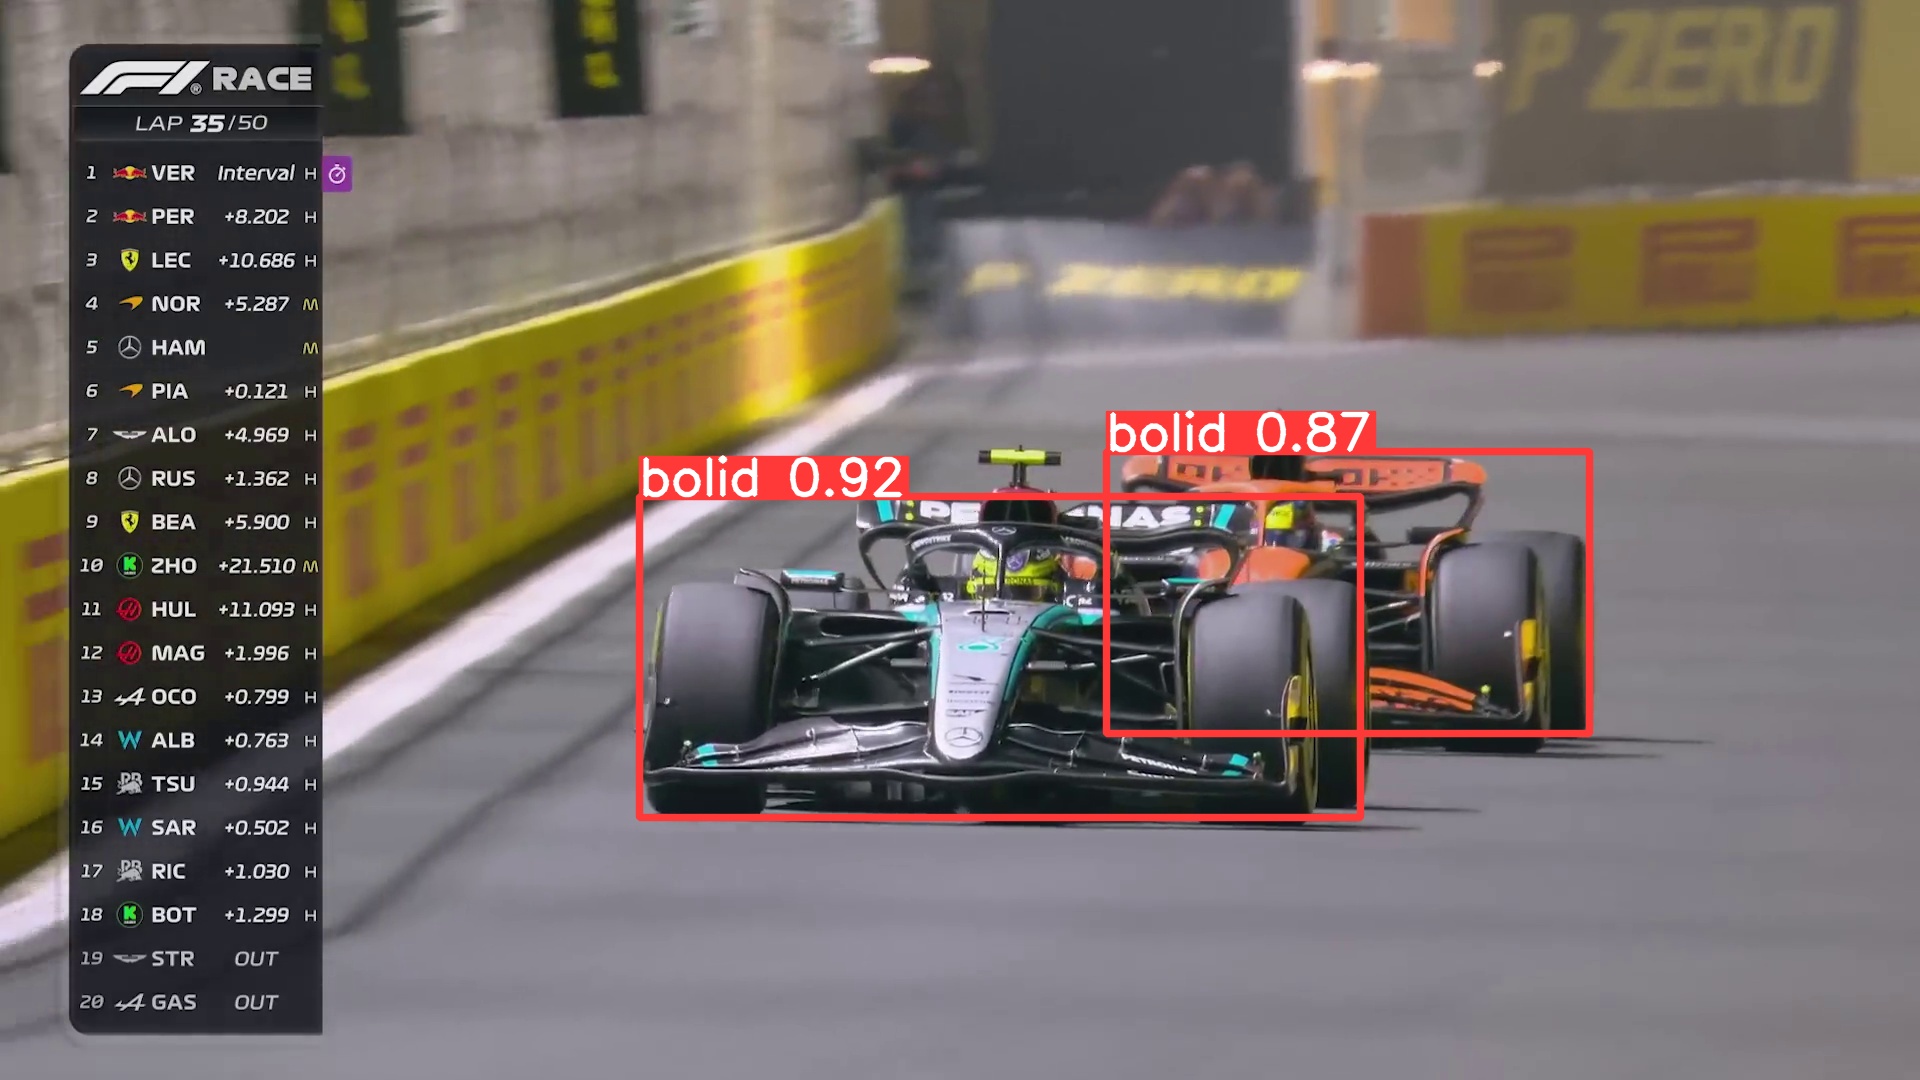 F1 RACE
LAP 35/50
1 VER Interval H
2 PER +8.202 H
3 LEC +10.686 H
4 NOR +5.287 M
5 HAM M
6 PIA +0.121 H
7 ALO +4.969 H
8 RUS +1.362 H
9 BEA +5.900 H
10 ZHO +21.510 M
11 HUL +11.093 H
12 MAG +1.996 H
13 OCO +0.799 H
14 ALB +0.763 H
15 TSU +0.944 H
16 SAR +0.502 H
17 RIC +1.030 H
18 BOT +1.299 H
19 STR OUT
20 GAS OUT
P ZERO
P ZERO
bolid 0.87
bolid 0.92
PETRONAS
PETRONAS